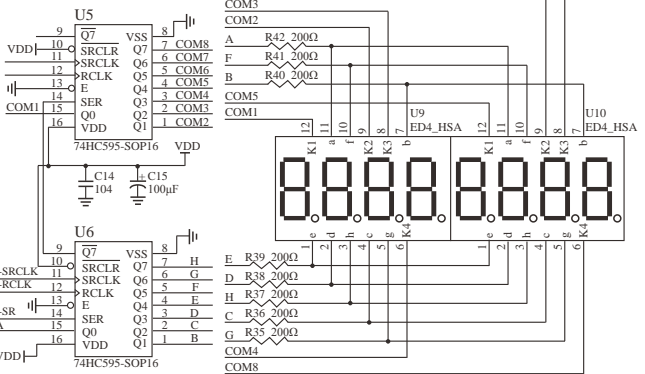 U5
9 Q7 VSS 8
VDD 10 SRCLR Q7 7 COM8
11 SRCLK Q6 6 COM7
12 RCLK Q5 5 COM6
13 E Q4 4 COM5
14 SER Q3 3 COM4
COM1 15 Q0 Q2 2 COM3
16 VDD Q1 1 COM2
74HC595-SOP16
VDD
C14
104
+ C15
100μF
U6
9 Q7 VSS 8
10 SRCLR Q7 7 H
-SRCLK 11 SRCLK Q6 6 G
-RCLK 12 RCLK Q5 5 F
13 E Q4 4 E
-SR 14 SER Q3 3 D
A 15 Q0 Q2 2 C
VDD 16 VDD Q1 1 B
74HC595-SOP16
COM3
COM2
A R42 200Ω
F R41 200Ω
B R40 200Ω
COM5
COM1
U9
ED4_HSA
12 11 10 9 8 7
K1 a f K2 K3 b
e d h c g K4
1 2 3 4 5 6
U10
ED4_HSA
12 11 10 9 8 7
K1 a f K2 K3 b
e d h c g K4
1 2 3 4 5 6
E R39 200Ω
D R38 200Ω
H R37 200Ω
C R36 200Ω
G R35 200Ω
COM4
COM8